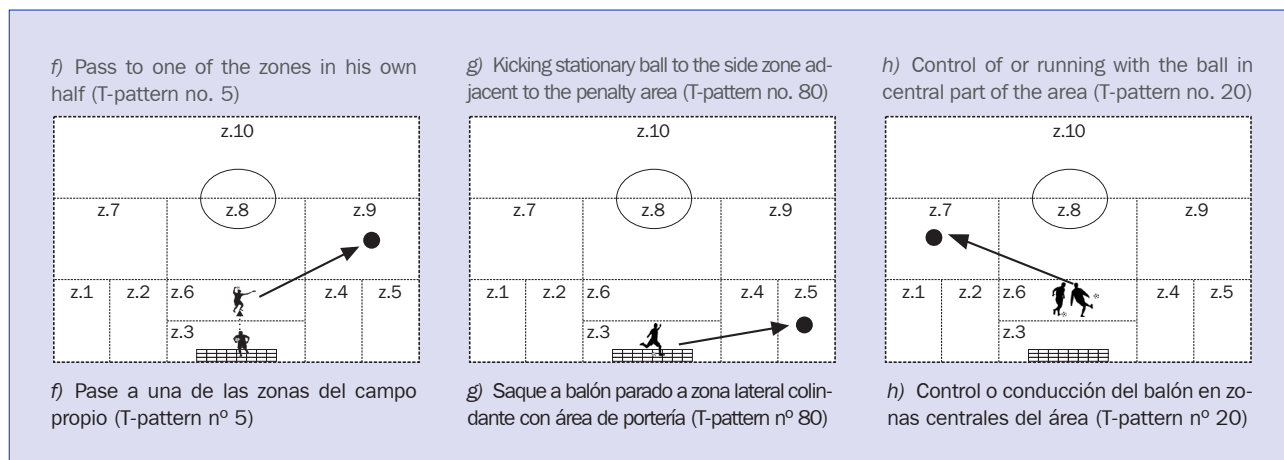 f) Pass to one of the zones in his own
half (T-pattern no. 5)
z.10
z.7
z.8
z.9
z.1
z.2
z.6
z.4
z.5
z.3
f) Pase a una de las zonas del campo
propio (T-pattern nº 5)
g) Kicking stationary ball to the side zone ad-
jacent to the penalty area (T-pattern no. 80)
z.10
z.7
z.8
z.9
z.1
z.2
z.6
z.4
z.5
z.3
g) Saque a balón parado a zona lateral colin-
dante con área de portería (T-pattern nº 80)
h) Control of or running with the ball in
central part of the area (T-pattern no. 20)
z.10
z.7
z.8
z.9
z.1
z.2
z.6
z.4
z.5
z.3
h) Control o conducción del balón en zo-
nas centrales del área (T-pattern nº 20)